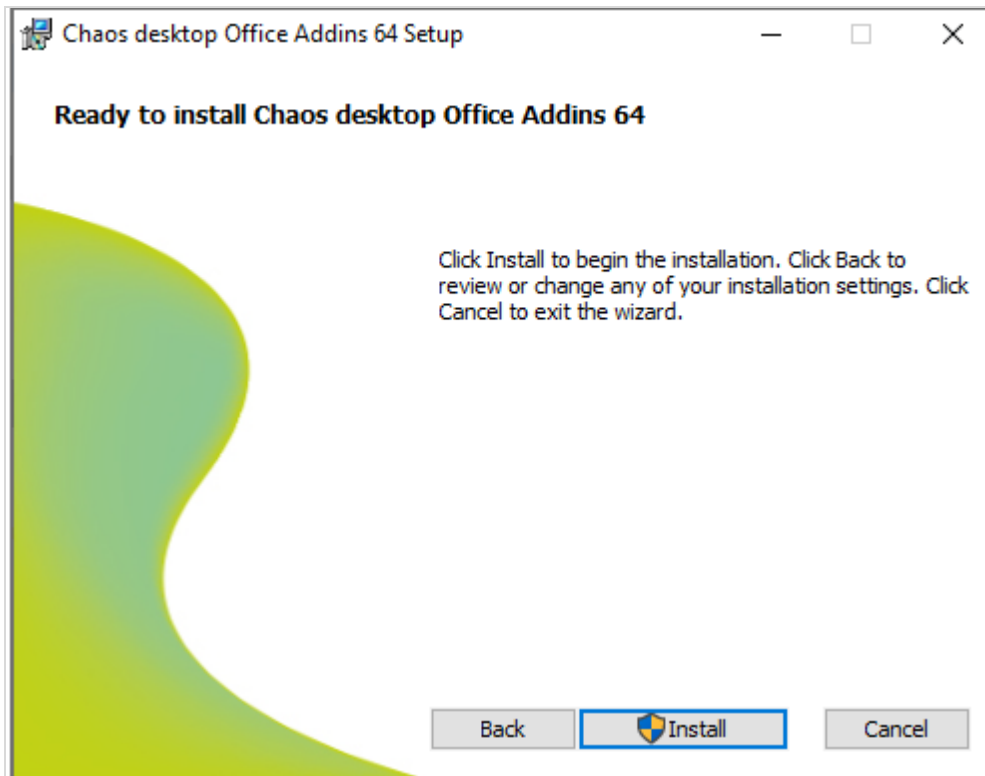 Chaos desktop Office Addins 64 Setup
Ready to install Chaos desktop Office Addins 64
Click Install to begin the installation. Click Back to
review or change any of your installation settings. Click
Cancel to exit the wizard.
Back
Install
Cancel